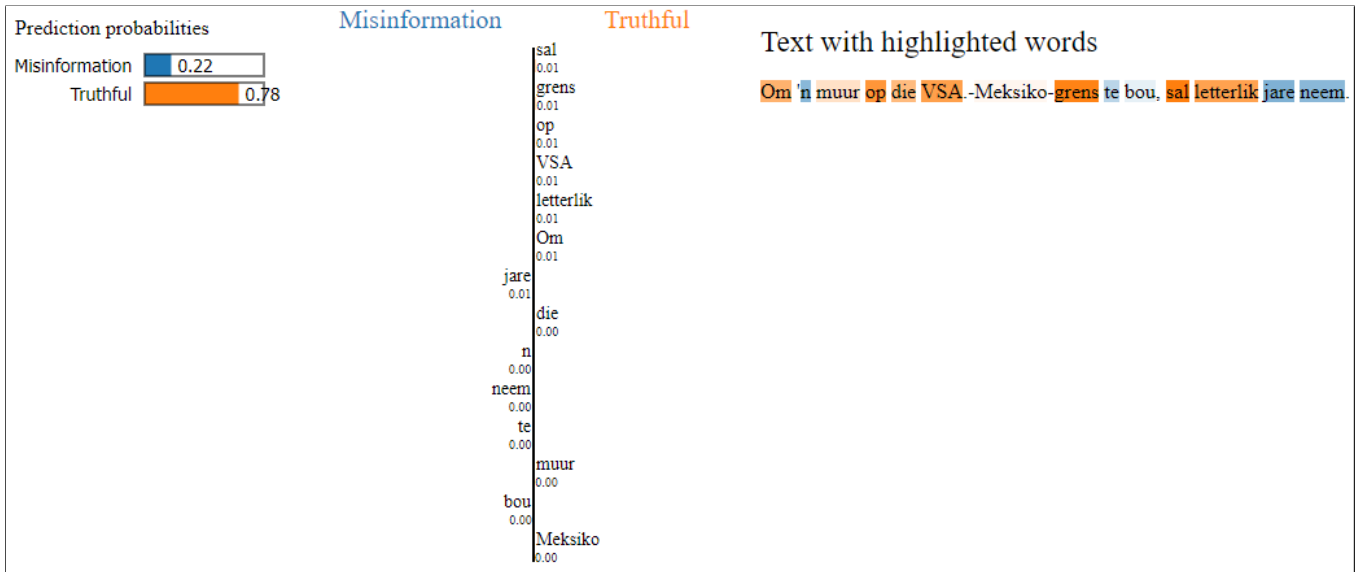 Prediction probabilities
Misinformation 0.22
Truthful 0.78
Misinformation Truthful
sal
0.01
grens
0.01
op
0.01
VSA
0.01
letterlik
0.01
Om
0.01
jare
0.01
die
0.00
n
0.00
neem
0.00
te
0.00
muur
0.00
bou
0.00
Meksiko
0.00
Text with highlighted words
Om 'n muur op die VSA.-Meksiko-grens te bou, sal letterlik jare neem.